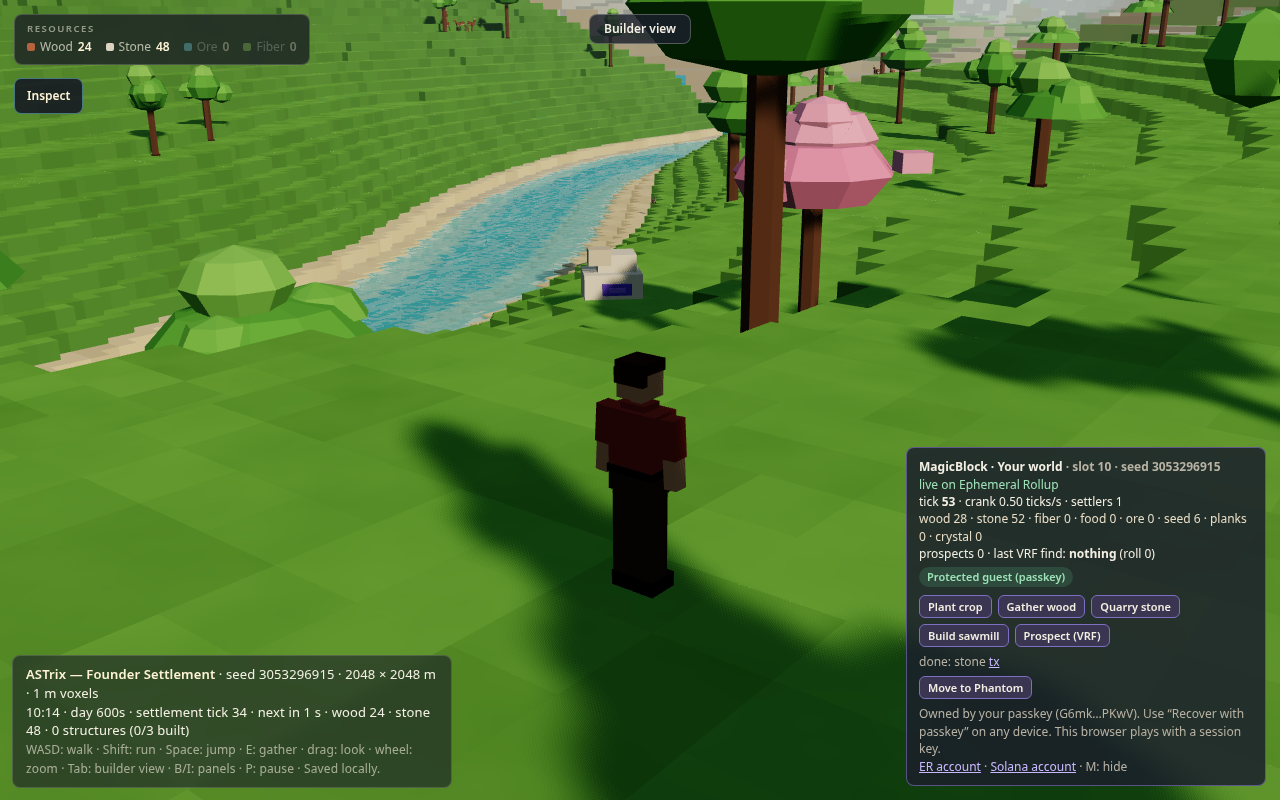 RESOURCES
Wood 24 Stone 48 Ore 0 Fiber 0
Builder view
Inspect
MagicBlock · Your world · slot 10 · seed 3053296915
live on Ephemeral Rollup
tick 53 · crank 0.50 ticks/s · settlers 1
wood 28 · stone 52 · fiber 0 · food 0 · ore 0 · seed 6 · planks
0 · crystal 0
prospects 0 · last VRF find: nothing (roll 0)
Protected guest (passkey)
Plant crop Gather wood Quarry stone
Build sawmill Prospect (VRF)
done: stone tx
Move to Phantom
Owned by your passkey (G6mk…PKwV). Use “Recover with
passkey” on any device. This browser plays with a session
key.
ER account · Solana account · M: hide
ASTrix — Founder Settlement · seed 3053296915 · 2048 × 2048 m
· 1 m voxels
10:14 · day 600s · settlement tick 34 · next in 1 s · wood 24 · stone
48 · 0 structures (0/3 built)
WASD: walk · Shift: run · Space: jump · E: gather · drag: look · wheel:
zoom · Tab: builder view · B/I: panels · P: pause · Saved locally.